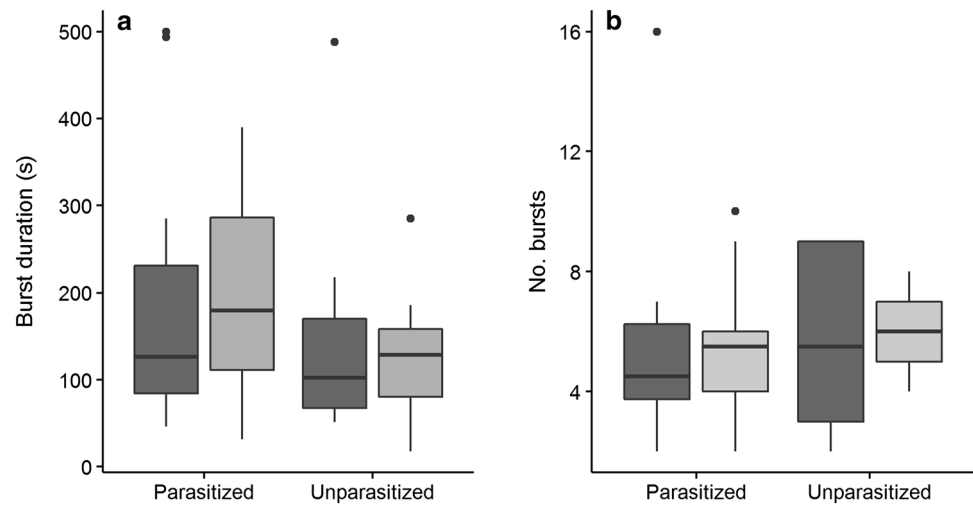 a
Burst duration (s)
500
400
300
200
100
0
Parasitized
Unparasitized
b
No. bursts
16
12
8
4
Parasitized
Unparasitized